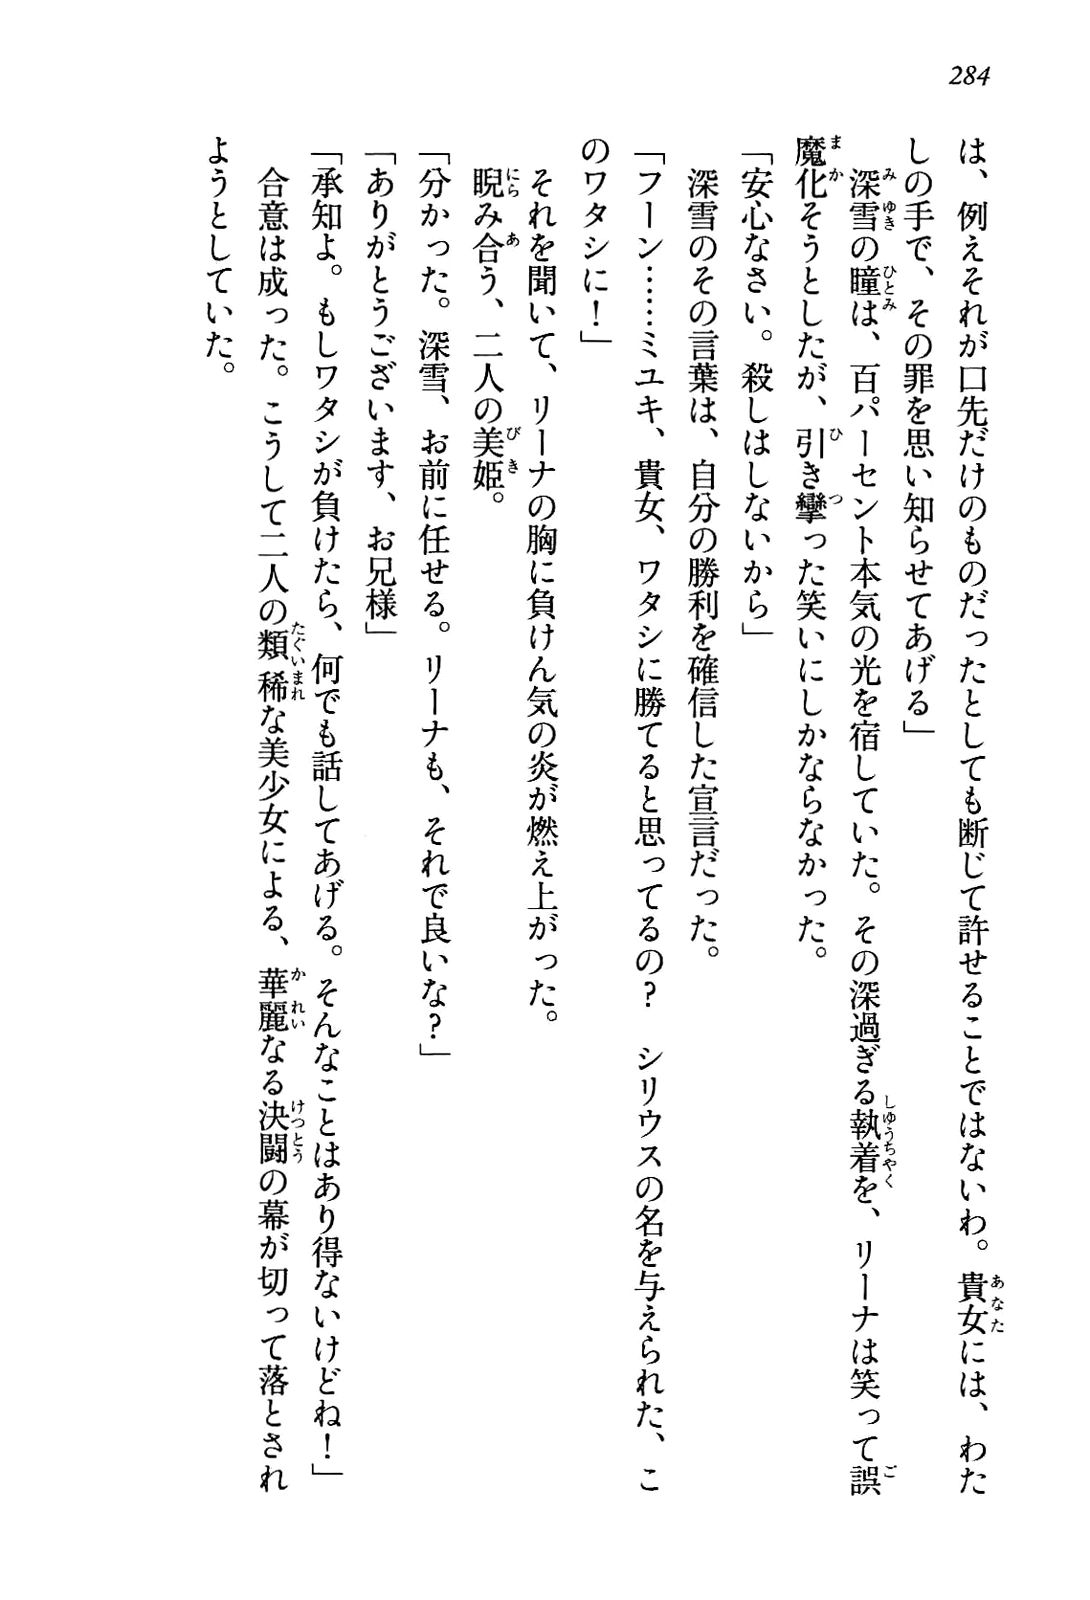 284
は、例えそれが口先だけのものだったとしても断じて許せることではないわ。貴女には、わた
しの手で、その罪を思い知らせてあげる」
　深雪の瞳は、百パーセント本気の光を宿していた。その深過ぎる執着を、リーナは笑って誤
魔化そうとしたが、引き攣った笑いにしかならなかった。
「安心なさい。殺しはしないから」
　深雪のその言葉は、自分の勝利を確信した宣言だった。
「フーン……ミユキ、貴女、ワタシに勝てると思ってるの？　シリウスの名を与えられた、こ
のワタシに！」
　それを聞いて、リーナの胸に負けん気の炎が燃え上がった。
　睨み合う、二人の美姫。
「分かった。深雪、お前に任せる。リーナも、それで良いな？」
「ありがとうございます、お兄様」
「承知よ。もしワタシが負けたら、何でも話してあげる。そんなことはあり得ないけどね！」
　合意は成った。こうして二人の類稀な美少女による、華麗なる決闘の幕が切って落とされ
ようとしていた。